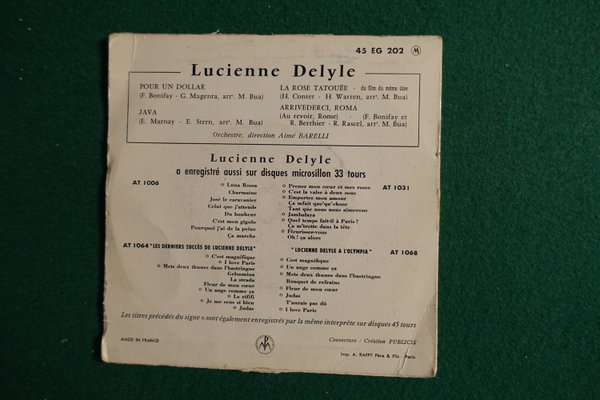 45 EG 202 M
Lucienne Delyle
POUR UN DOLLAR
(F. Bonifay - G. Magenta, arrt. M. Bua)
JAVA
(E. Marnay - E. Stern, arrt. M. Bua)
LA ROSE TATOUÉE - du film du même titre
(H. Contet - H. Warren, arrt. M. Bua)
ARRIVEDERCI, ROMA
(Au revoir, Rome) - (F. Bonifay et
R. Berthier - R. Rascel, arrt. M. Bua)
Orchestre, direction Aimé BARELLI
Lucienne Delyle
a enregistré aussi sur disques microsillon 33 tours
AT 1006
o Luna Rossa
Charmaine
José le caravanier
Celui que j'attends
Du bonheur
C'est mon gigolo
Pourquoi j'ai de la peine
Ça marche
AT 1031
o Prenez mon cœur et mes roses
o C'est la valse à deux sous
o Emportez mon amour
Ça m'fait que'qu'chose
Tant que nous nous aimerons
o Jambalaya
o Quel temps fait-il à Paris ?
Ça m'trotte dans la tête
o Fleurissez-vous
Oh ! ça alors
AT 1064 "LES DERNIERS SUCCÈS DE LUCIENNE DELYLE"
o C'est magnifique
o I love Paris
o Mets deux thunes dans l'bastringue
Gelsomina
La strada
Fleur de mon cœur
o Un ange comme ça
o Le rififi
o Je me sens si bien
o Judas
"LUCIENNE DELYLE A L'OLYMPIA" AT 1068
o C'est magnifique
o Un ange comme ça
o Mets deux thunes dans l'bastringue
Bouquet de refrains
o Fleur de mon cœur
o Judas
T'aurais pas dû
o I love Paris
Les titres précédés du signe o sont également enregistrés par la même interprète sur disques 45 tours
MADE IN FRANCE
Couverture : Création PUBLICIS
Imp. A. RAFFY Père & Fils - Paris